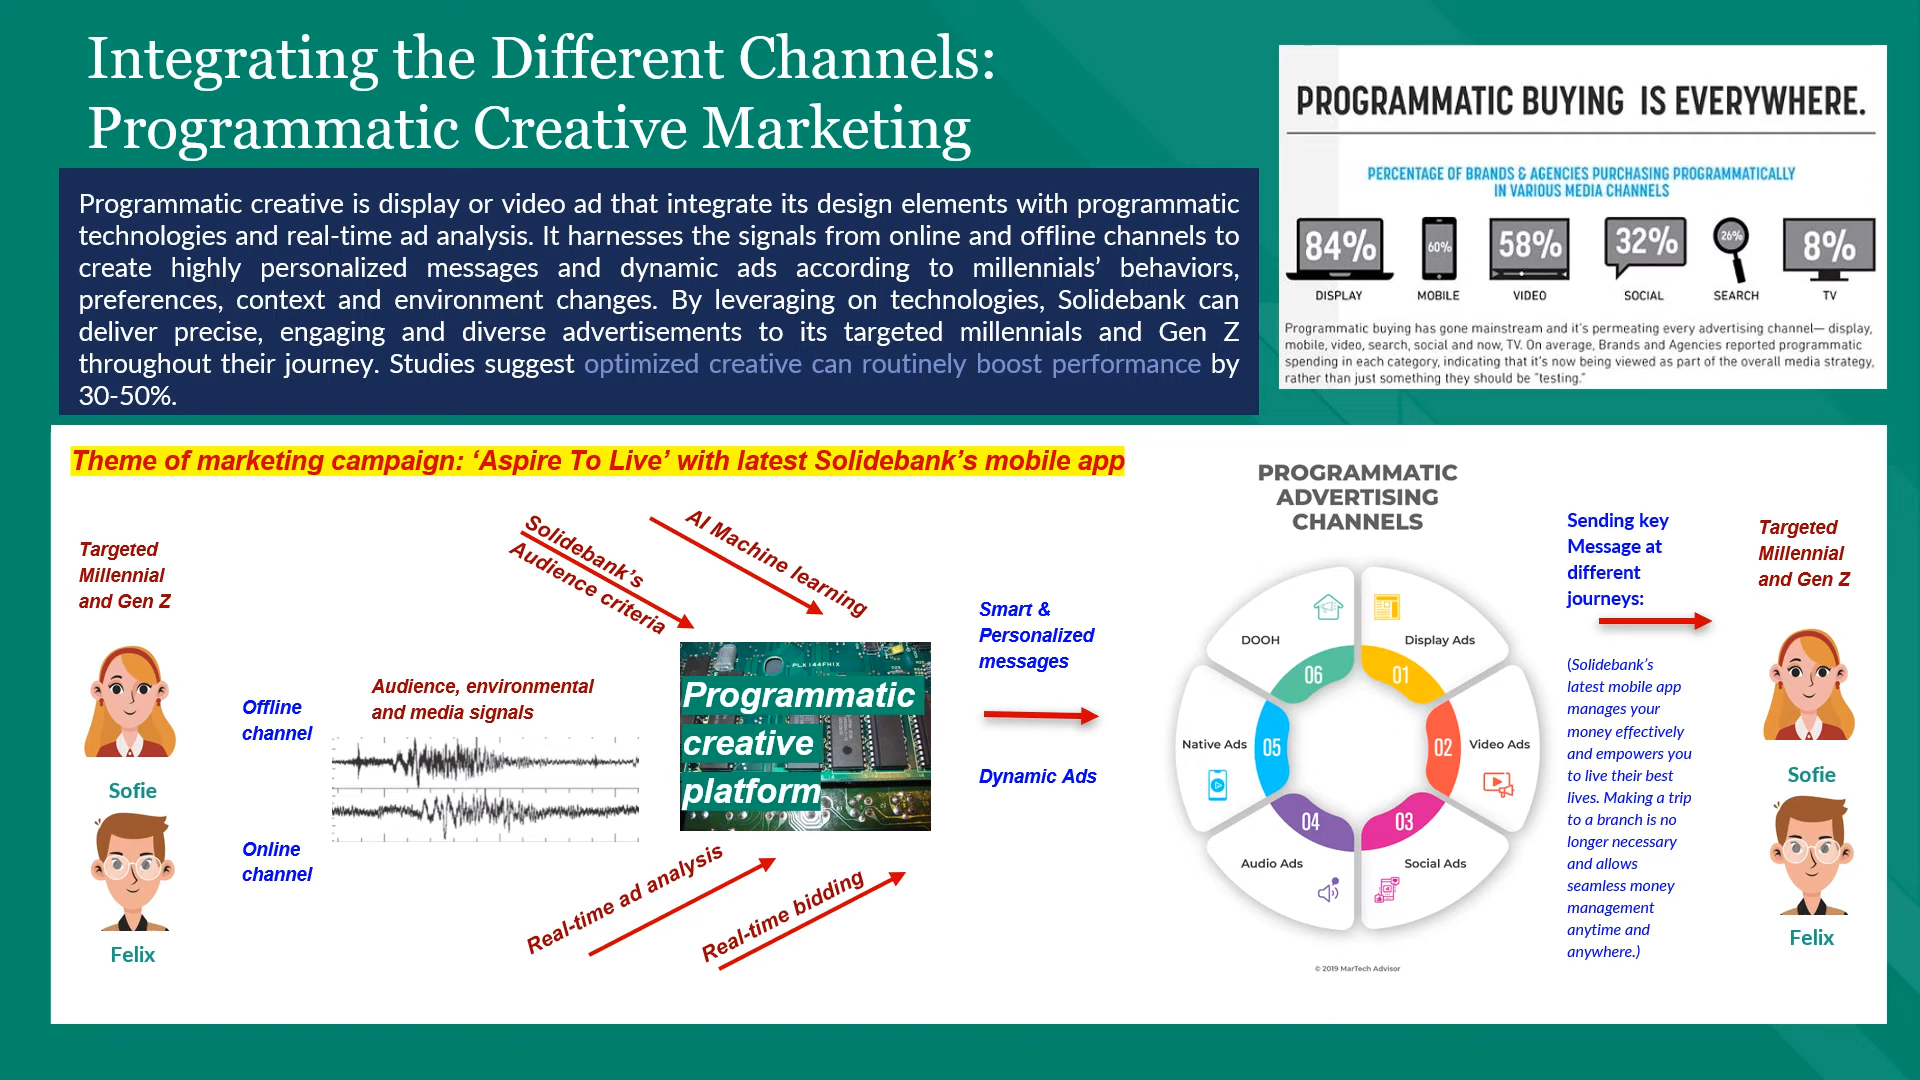 Integrating the Different Channels:
Programmatic Creative Marketing
Programmatic creative is display or video ad that integrate its design elements with programmatic
technologies and real-time ad analysis. It harnesses the signals from online and offline channels to
create highly personalized messages and dynamic ads according to millennials’ behaviors,
preferences, context and environment changes. By leveraging on technologies, Solidebank can
deliver precise, engaging and diverse advertisements to its targeted millennials and Gen Z
throughout their journey. Studies suggest optimized creative can routinely boost performance by
30-50%.
PROGRAMMATIC BUYING IS EVERYWHERE.
PERCENTAGE OF BRANDS & AGENCIES PURCHASING PROGRAMMATICALLY
IN VARIOUS MEDIA CHANNELS
84% 60% 58% 32% 26% 8%
DISPLAY MOBILE VIDEO SOCIAL SEARCH TV
Programmatic buying has gone mainstream and it's permeating every advertising channel— display,
mobile, video, search, social and now, TV. On average, Brands and Agencies reported programmatic
spending in each category, indicating that it's now being viewed as part of the overall media strategy,
rather than just something they should be "testing."
Theme of marketing campaign: ‘Aspire To Live’ with latest Solidebank’s mobile app
Targeted
Millennial
and Gen Z
Sofie
Felix
Offline
channel
Online
channel
Audience, environmental
and media signals
Solidebank’s
Audience criteria
AI Machine learning
PLX 144FHIX
Programmatic
creative
platform
Real-time ad analysis
Real-time bidding
Smart &
Personalized
messages
Dynamic Ads
PROGRAMMATIC
ADVERTISING
CHANNELS
01 Display Ads
02 Video Ads
03 Social Ads
04 Audio Ads
05 Native Ads
06 DOOH
© 2019 MarTech Advisor
Sending key
Message at
different
journeys:
(Solidebank’s
latest mobile app
manages your
money effectively
and empowers you
to live their best
lives. Making a trip
to a branch is no
longer necessary
and allows
seamless money
management
anytime and
anywhere.)
Targeted
Millennial
and Gen Z
Sofie
Felix